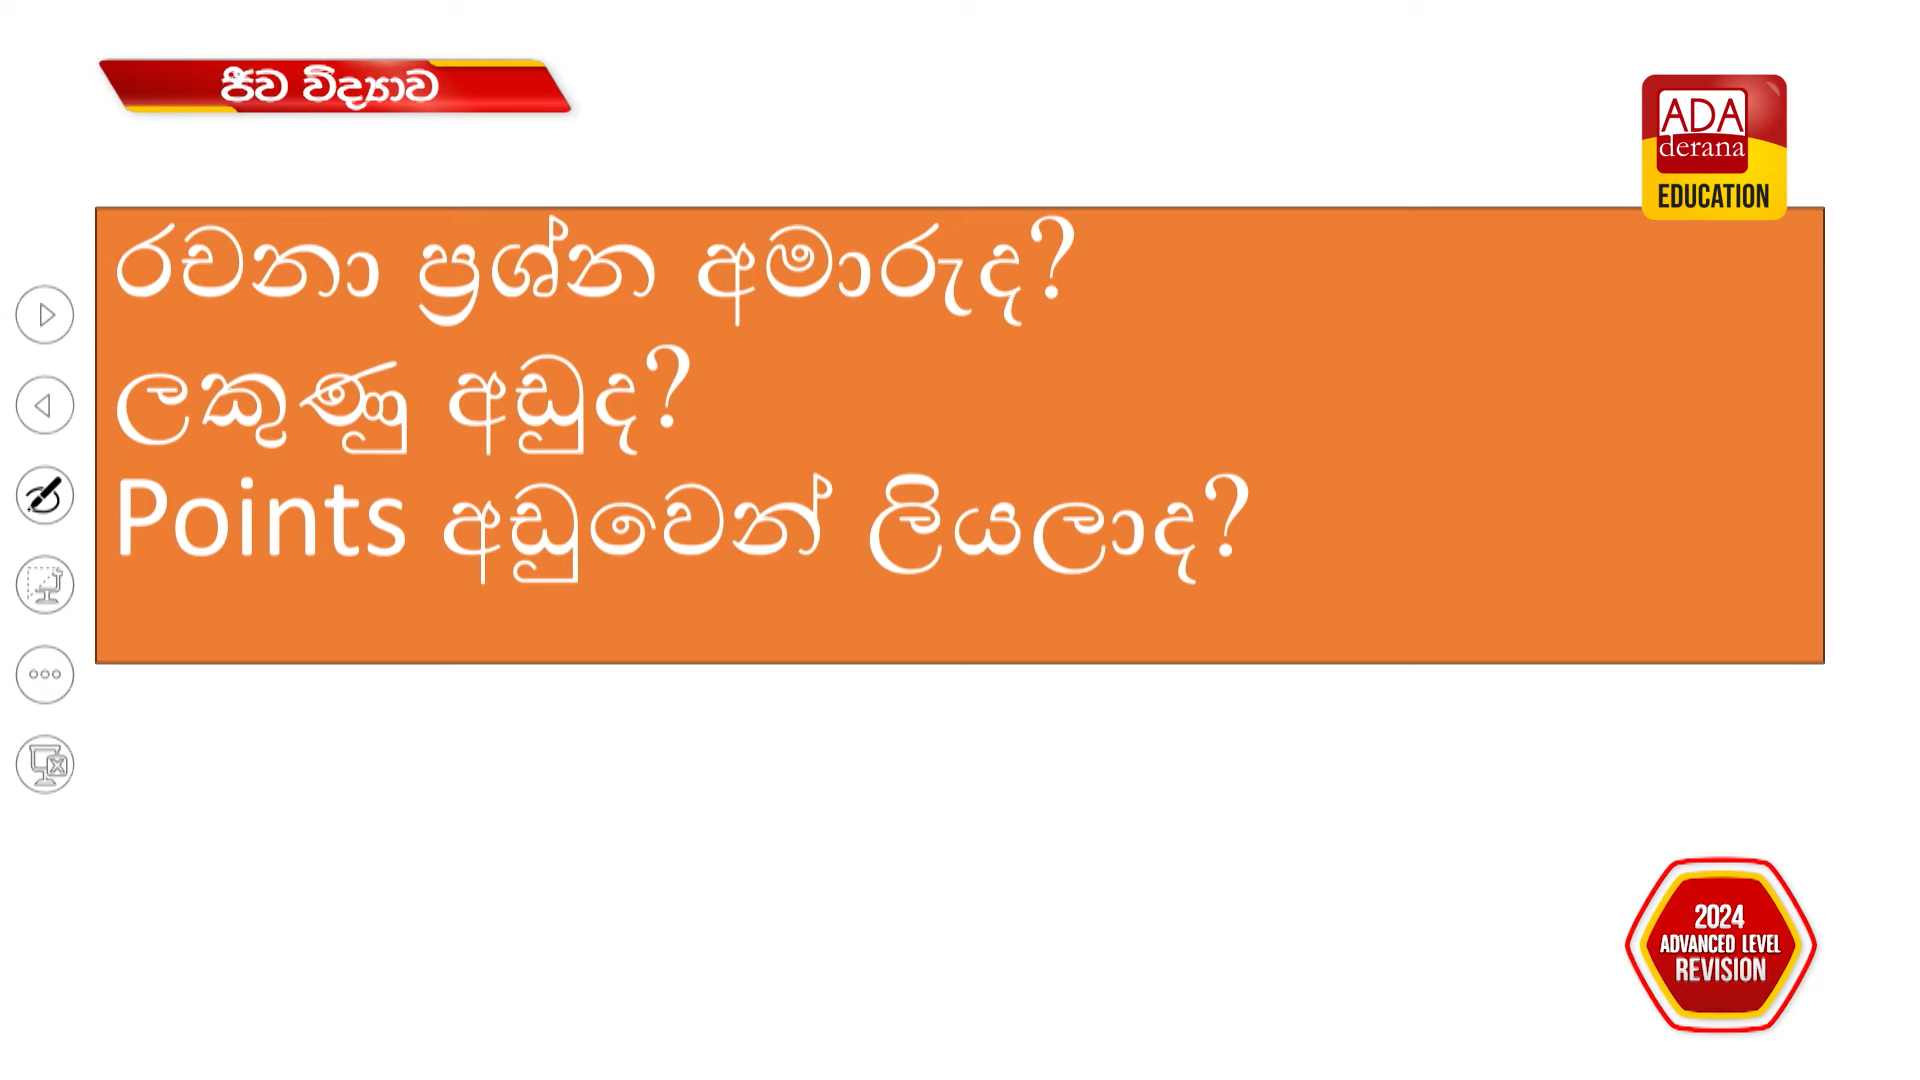 ජීව විද්‍යාව
ADA
derana
EDUCATION
රචනා ප්‍රශ්න අමාරුද?
ලකුණු අඩුද?
Points අඩුවෙන් ලියලාද?
2024
ADVANCED LEVEL
REVISION